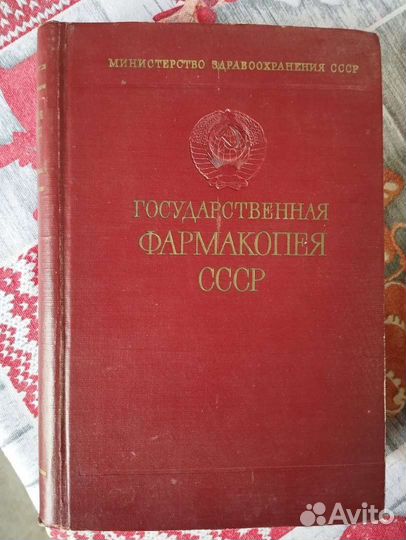 МИНИСТЕРСТВО ЗДРАВООХРАНЕНИЯ СССР
ГОСУДАРСТВЕННАЯ
ФАРМАКОПЕЯ
СССР
Avito